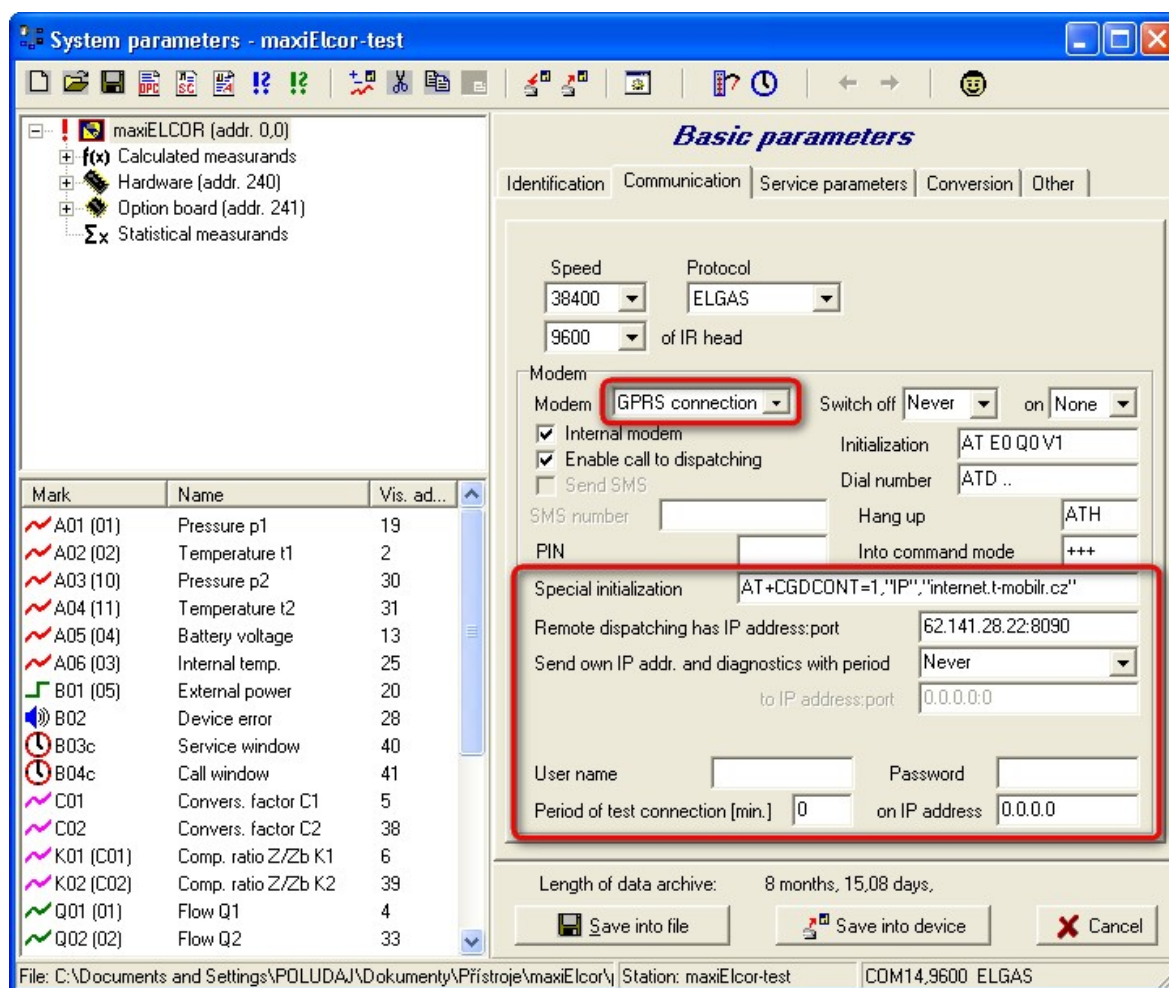 System parameters - maxiElcor-test
maxiELCOR (addr. 0,0)
f(x) Calculated measurands
Hardware (addr. 240)
Option board (addr. 241)
Σx Statistical measurands
Mark Name Vis. ad...
A01 (01) Pressure p1 19
A02 (02) Temperature t1 2
A03 (10) Pressure p2 30
A04 (11) Temperature t2 31
A05 (04) Battery voltage 13
A06 (03) Internal temp. 25
B01 (05) External power 20
B02 Device error 28
B03c Service window 40
B04c Call window 41
C01 Convers. factor C1 5
C02 Convers. factor C2 38
K01 (C01) Comp. ratio Z/Zb K1 6
K02 (C02) Comp. ratio Z/Zb K2 39
Q01 (01) Flow Q1 4
Q02 (02) Flow Q2 33
Basic parameters
Identification Communication Service parameters Conversion Other
Speed Protocol
38400 ELGAS
9600 of IR head
Modem
Modem GPRS connection Switch off Never on None
Internal modem
Initialization AT E0 Q0 V1
Enable call to dispatching
Dial number ATD ..
Send SMS
SMS number Hang up ATH
PIN Into command mode +++
Special initialization AT+CGDCONT=1,"IP","internet.t-mobilr.cz"
Remote dispatching has IP address:port 62.141.28.22:8090
Send own IP addr. and diagnostics with period Never
to IP address:port 0.0.0.0:0
User name Password
Period of test connection [min.] 0 on IP address 0.0.0.0
Length of data archive: 8 months, 15,08 days,
Save into file Save into device Cancel
File: C:\Documents and Settings\POLUDAJ\Dokumenty\Přístroje\maxiElcor\ Station: maxiElcor-test COM14,9600 ELGAS